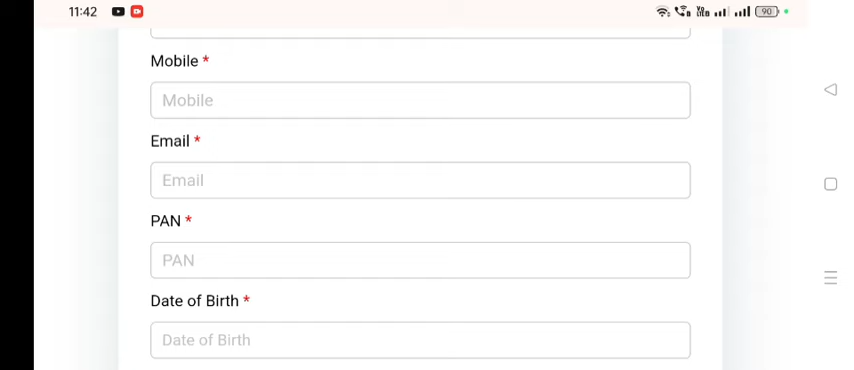 11:42
90
Mobile *
Mobile
Email *
Email
PAN *
PAN
Date of Birth *
Date of Birth